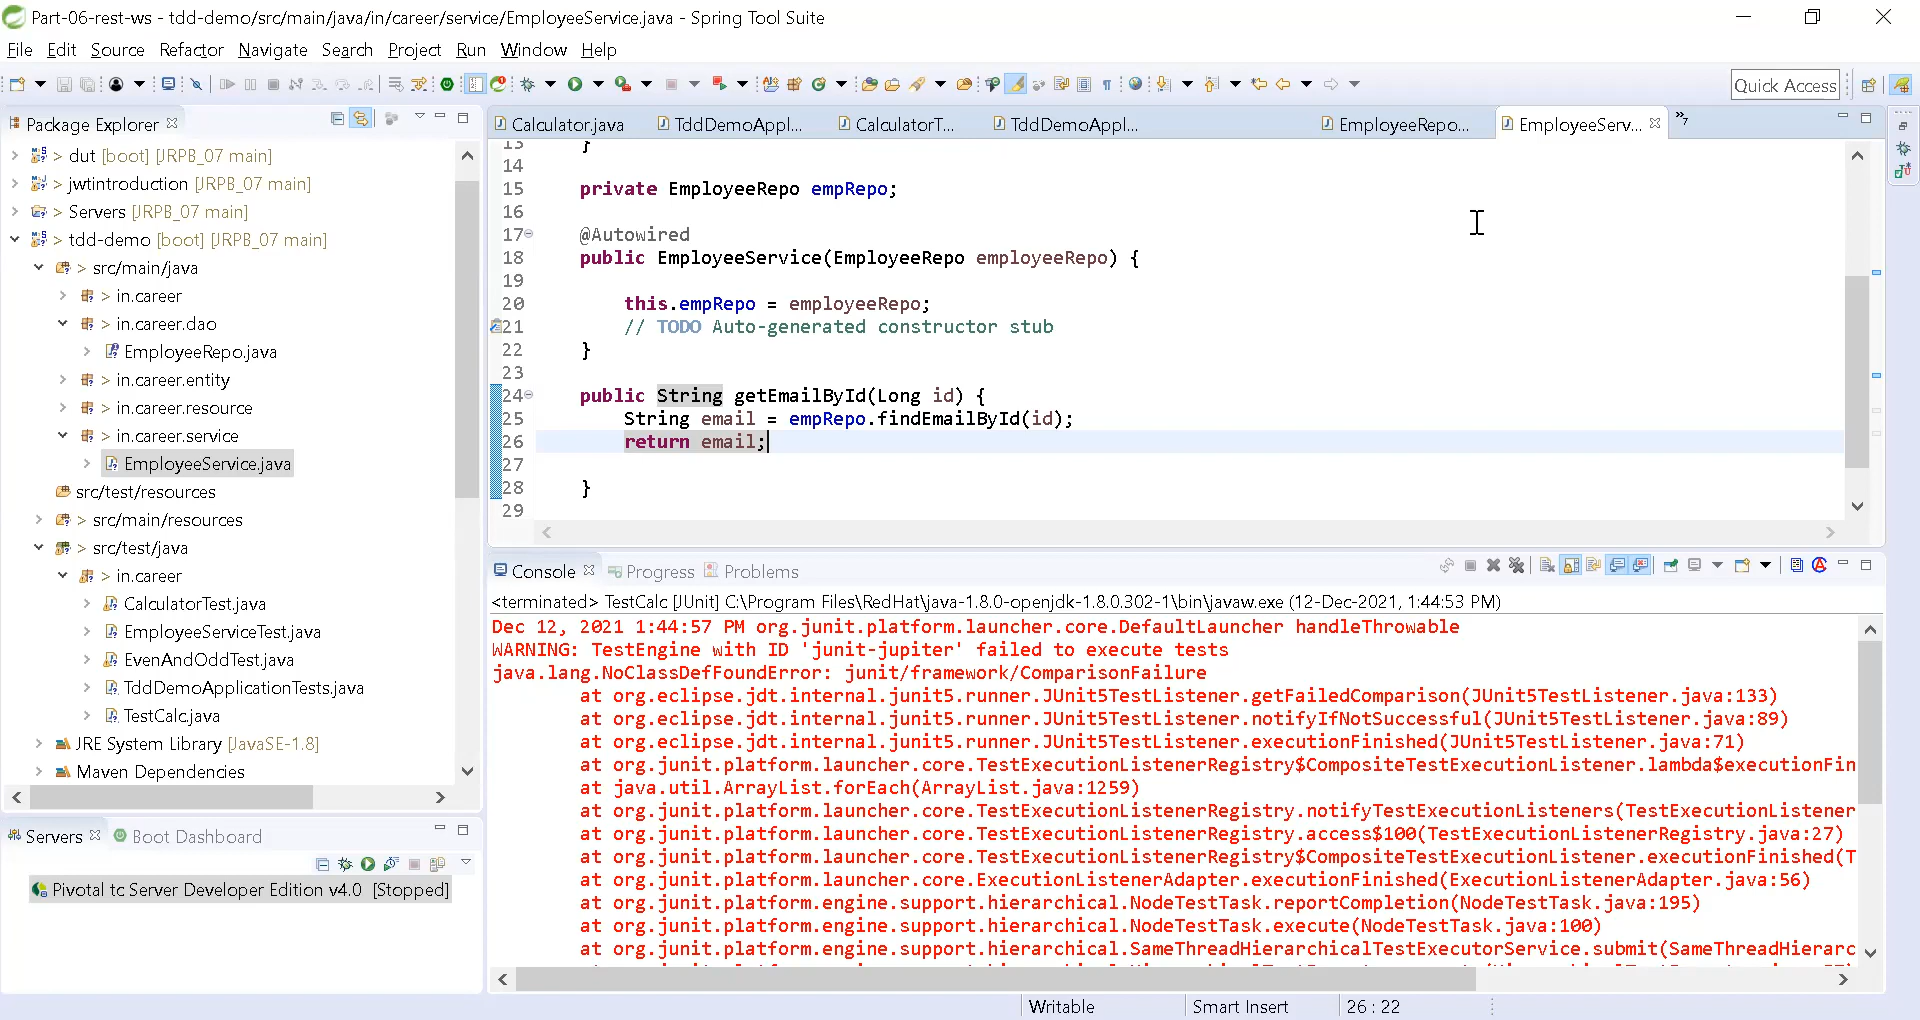 Part-06-rest-ws - tdd-demo/src/main/java/in/career/service/EmployeeService.java - Spring Tool Suite
File Edit Source Refactor Navigate Search Project Run Window Help
Quick Access
Package Explorer
> dut [boot] [JRPB_07 main]
> jwtintroduction [JRPB_07 main]
> Servers [JRPB_07 main]
> tdd-demo [boot] [JRPB_07 main]
> src/main/java
> in.career
> in.career.dao
EmployeeRepo.java
> in.career.entity
> in.career.resource
> in.career.service
EmployeeService.java
src/test/resources
> src/main/resources
> src/test/java
> in.career
CalculatorTest.java
EmployeeServiceTest.java
EvenAndOddTest.java
TddDemoApplicationTests.java
TestCalc.java
JRE System Library [JavaSE-1.8]
Maven Dependencies
Servers Boot Dashboard
Pivotal tc Server Developer Edition v4.0 [Stopped]
Calculator.java TddDemoAppl... CalculatorT... TddDemoAppl... EmployeeRepo... EmployeeServ... »7
13 }
14
15 private EmployeeRepo empRepo;
16
17 @Autowired
18 public EmployeeService(EmployeeRepo employeeRepo) {
19
20 this.empRepo = employeeRepo;
21 // TODO Auto-generated constructor stub
22 }
23
24 public String getEmailById(Long id) {
25 String email = empRepo.findEmailById(id);
26 return email;
27
28 }
29
Console Progress Problems
<terminated> TestCalc [JUnit] C:\Program Files\RedHat\java-1.8.0-openjdk-1.8.0.302-1\bin\javaw.exe (12-Dec-2021, 1:44:53 PM)
Dec 12, 2021 1:44:57 PM org.junit.platform.launcher.core.DefaultLauncher handleThrowable
WARNING: TestEngine with ID 'junit-jupiter' failed to execute tests
java.lang.NoClassDefFoundError: junit/framework/ComparisonFailure
at org.eclipse.jdt.internal.junit5.runner.JUnit5TestListener.getFailedComparison(JUnit5TestListener.java:133)
at org.eclipse.jdt.internal.junit5.runner.JUnit5TestListener.notifyIfNotSuccessful(JUnit5TestListener.java:89)
at org.eclipse.jdt.internal.junit5.runner.JUnit5TestListener.executionFinished(JUnit5TestListener.java:71)
at org.junit.platform.launcher.core.TestExecutionListenerRegistry$CompositeTestExecutionListener.lambda$executionFin
at java.util.ArrayList.forEach(ArrayList.java:1259)
at org.junit.platform.launcher.core.TestExecutionListenerRegistry.notifyTestExecutionListeners(TestExecutionListener
at org.junit.platform.launcher.core.TestExecutionListenerRegistry.access$100(TestExecutionListenerRegistry.java:27)
at org.junit.platform.launcher.core.TestExecutionListenerRegistry$CompositeTestExecutionListener.executionFinished(T
at org.junit.platform.launcher.core.ExecutionListenerAdapter.executionFinished(ExecutionListenerAdapter.java:56)
at org.junit.platform.engine.support.hierarchical.NodeTestTask.reportCompletion(NodeTestTask.java:195)
at org.junit.platform.engine.support.hierarchical.NodeTestTask.execute(NodeTestTask.java:100)
at org.junit.platform.engine.support.hierarchical.SameThreadHierarchicalTestExecutorService.submit(SameThreadHierarc
Writable Smart Insert 26 : 22